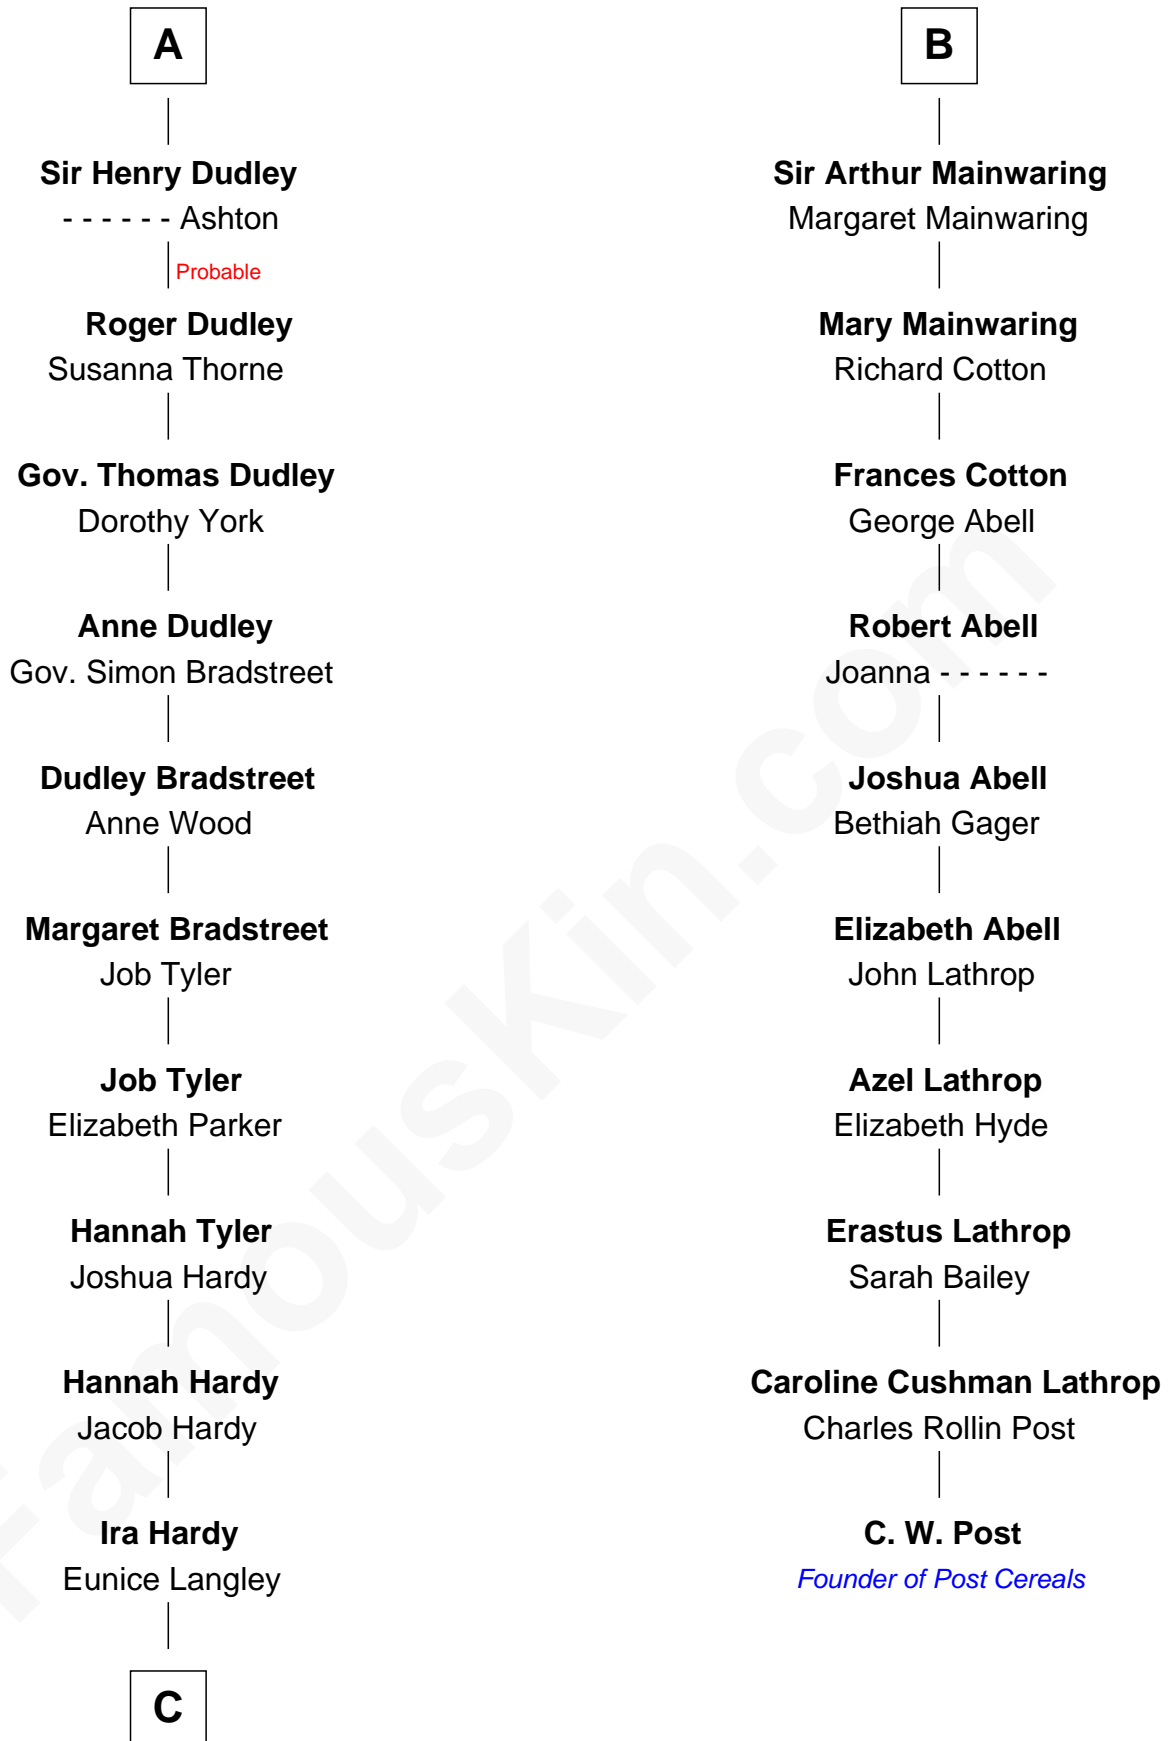 A
Sir Henry Dudley
- - - - - - Ashton
Probable
Roger Dudley
Susanna Thorne
Gov. Thomas Dudley
Dorothy York
Anne Dudley
Gov. Simon Bradstreet
Dudley Bradstreet
Anne Wood
Margaret Bradstreet
Job Tyler
Job Tyler
Elizabeth Parker
Hannah Tyler
Joshua Hardy
Hannah Hardy
Jacob Hardy
Ira Hardy
Eunice Langley
C
B
Sir Arthur Mainwaring
Margaret Mainwaring
Mary Mainwaring
Richard Cotton
Frances Cotton
George Abell
Robert Abell
Joanna - - - - - -
Joshua Abell
Bethiah Gager
Elizabeth Abell
John Lathrop
Azel Lathrop
Elizabeth Hyde
Erastus Lathrop
Sarah Bailey
Caroline Cushman Lathrop
Charles Rollin Post
C. W. Post
Founder of Post Cereals
FamousKin.com